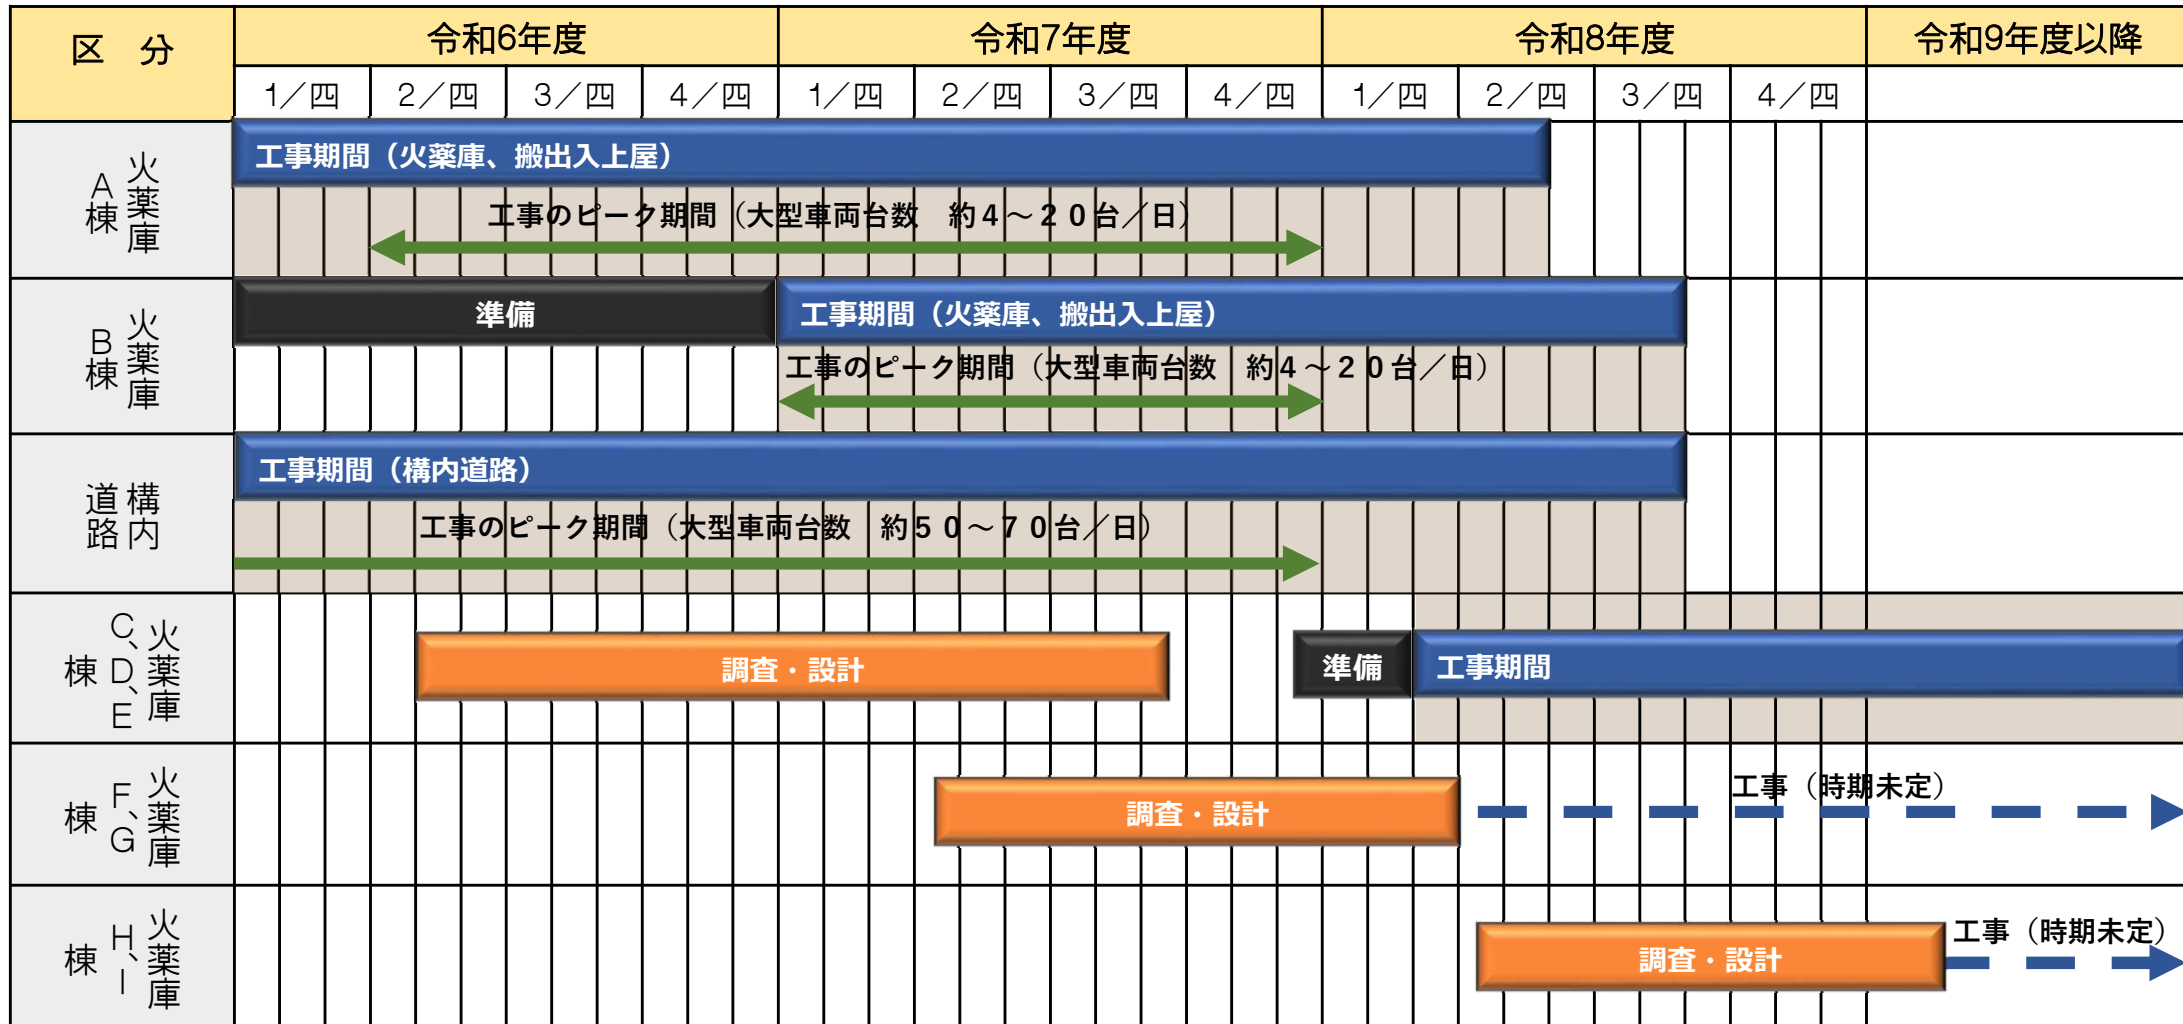 区　分
令和6年度
令和7年度
令和8年度
令和9年度以降
1／四
2／四
3／四
4／四
1／四
2／四
3／四
4／四
1／四
2／四
3／四
4／四
火薬庫
A棟
工事期間（火薬庫、搬出入上屋）
工事のピーク期間（大型車両台数　約４～２０台／日）
火薬庫
B棟
準備
工事期間（火薬庫、搬出入上屋）
工事のピーク期間（大型車両台数　約４～２０台／日）
構内
道路
工事期間（構内道路）
工事のピーク期間（大型車両台数　約５０～７０台／日）
火薬庫
C、D、E
棟
調査・設計
準備
工事期間
火薬庫
F、G
棟
調査・設計
工事（時期未定）
火薬庫
H、I
棟
調査・設計
工事（時期未定）